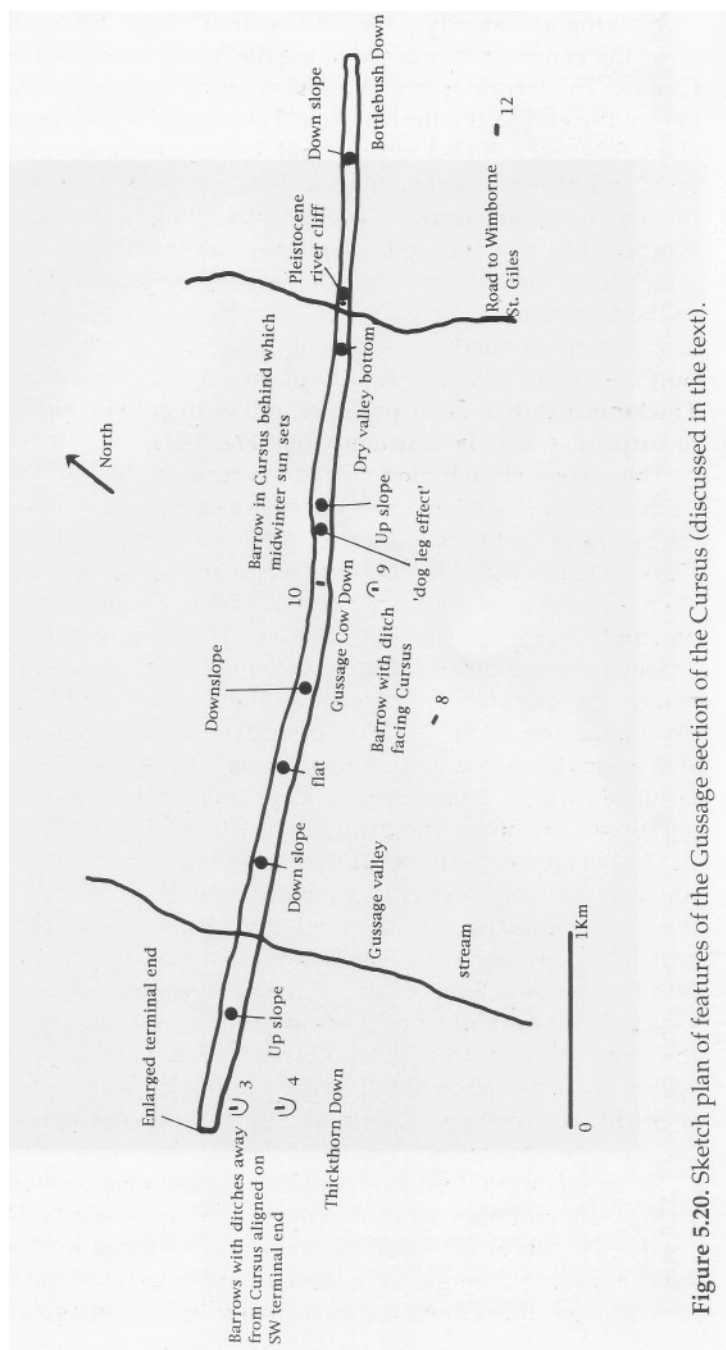 Enlarged terminal end
Barrows with ditches away
from Cursus aligned on
SW terminal end
3
4
Thickthorn Down
Up slope
Gussage valley
stream
Down slope
flat
Downslope
Gussage Cow Down
Barrow with ditch
facing Cursus
8
9
10
Barrow in Cursus behind which
midwinter sun sets
Up slope
'dog leg effect'
North
Dry valley bottom
Pleistocene
river cliff
Road to Wimborne
St. Giles
Down slope
Bottlebush Down
12
0
1Km
Figure 5.20. Sketch plan of features of the Gussage section of the Cursus (discussed in the text).